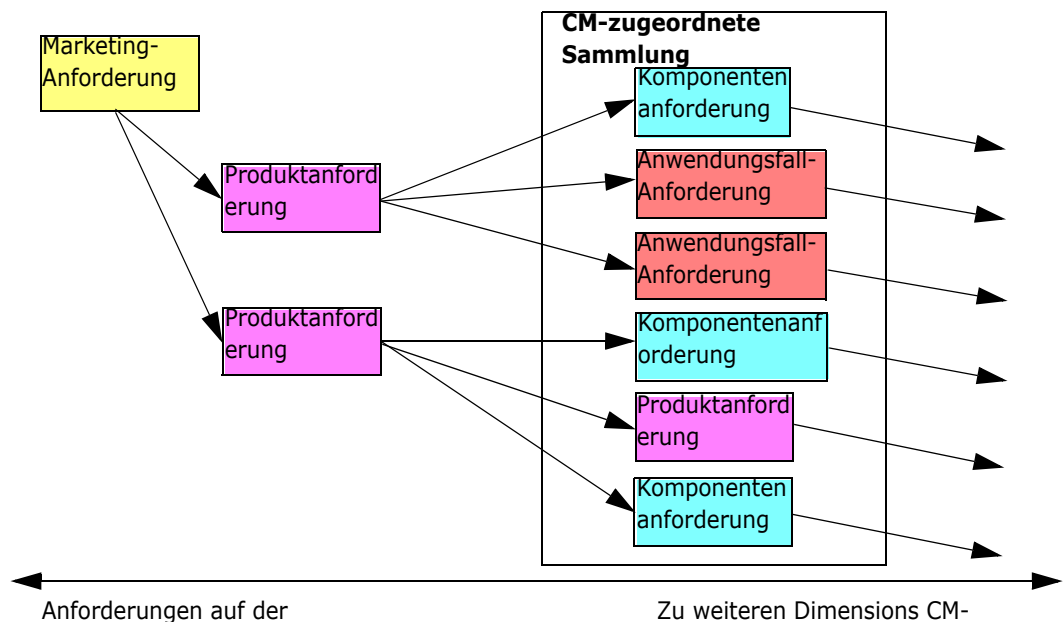 CM-zugeordnete
Sammlung
Marketing-
Anforderung
Komponenten
anforderung
Produktanford
erung
Anwendungsfall-
Anforderung
Anwendungsfall-
Anforderung
Produktanford
erung
Komponentenanf
orderung
Produktanford
erung
Komponenten
anforderung
Anforderungen auf der
Zu weiteren Dimensions CM-